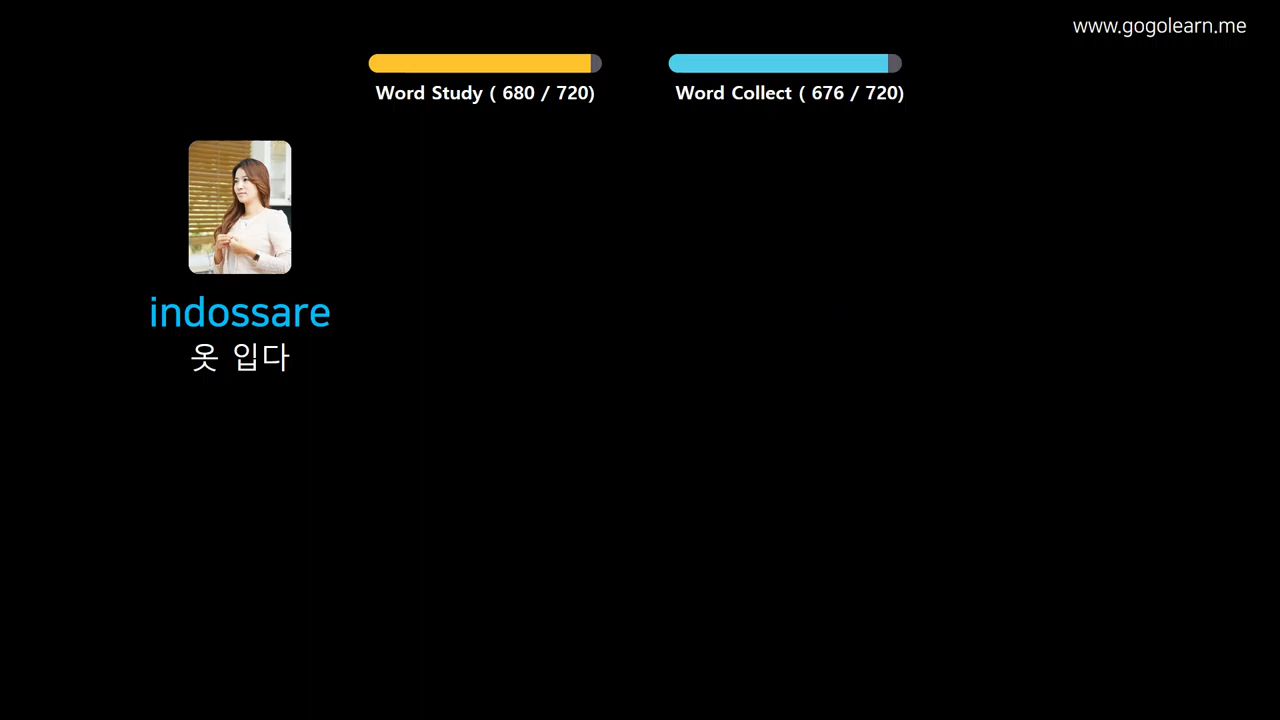 www.gogolearn.me
Word Study ( 680 / 720)
Word Collect ( 676 / 720)
indossare
옷 입다